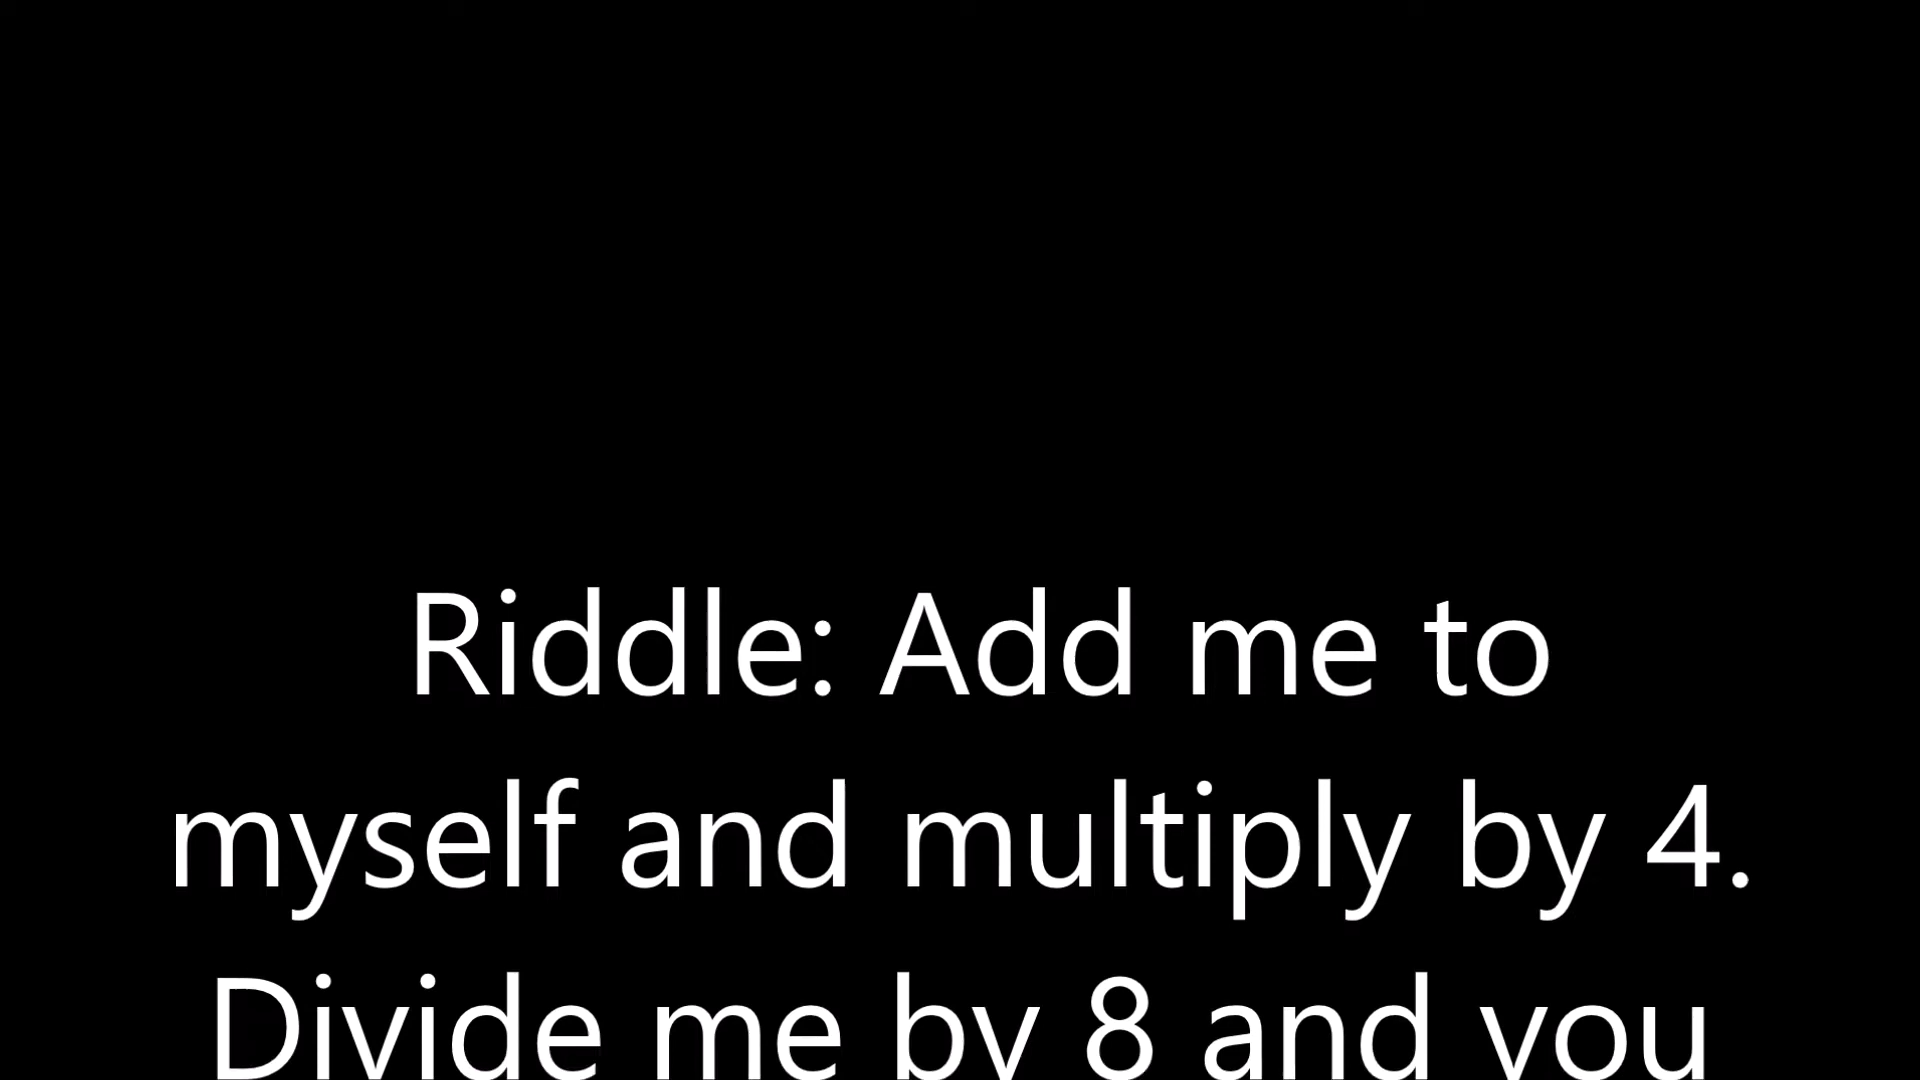 Riddle: Add me to
myself and multiply by 4.
Divide me by 8 and you